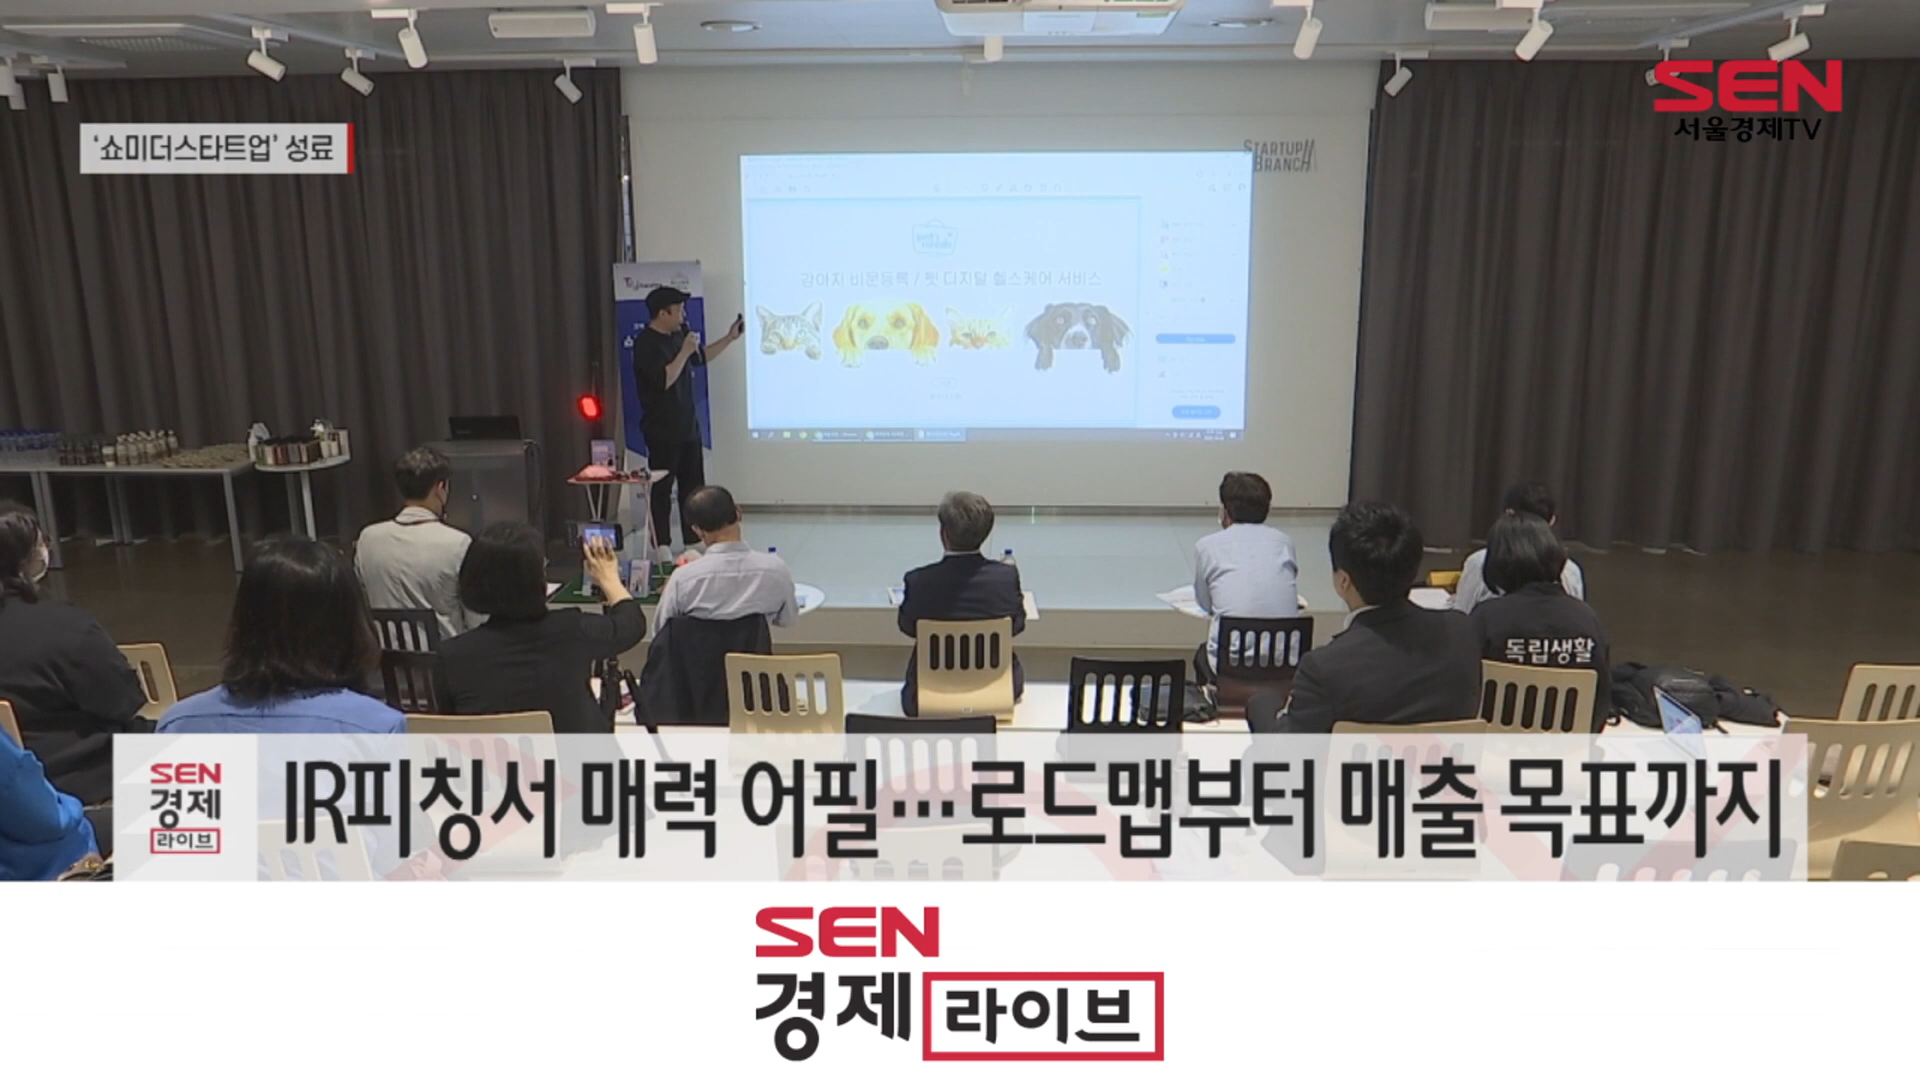 SEN
서울경제TV
‘쇼미더스타트업’ 성료
STARTUP
BRANCH
강아지 비문등록 / 펫 디지털 헬스케어 서비스
독립생활
SEN
경제
라이브
IR피칭서 매력 어필…로드맵부터 매출 목표까지
SEN
경제 라이브